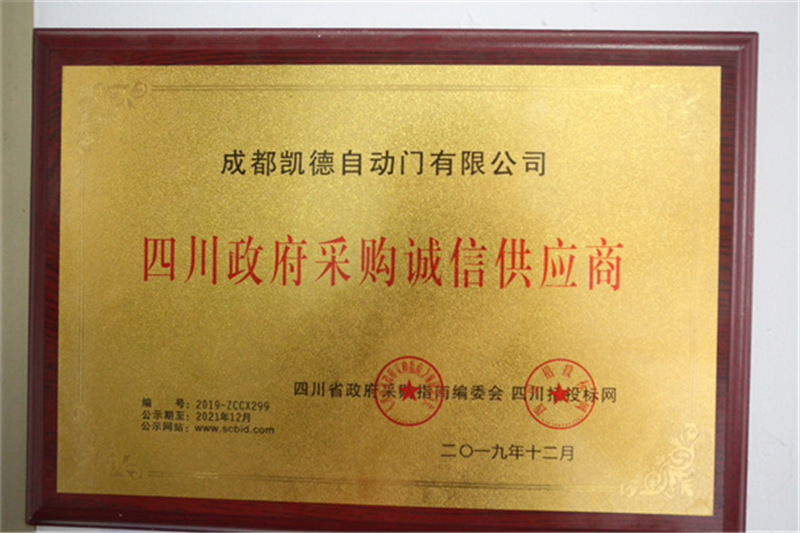 成都凯德自动门有限公司
四川政府采购诚信供应商
四川省政府采购指南编委会 四川招投标网
编 号: 2019-ZCCX299
公示期至: 2021年12月
公示网站: www.scbid.com
二〇一九年十二月